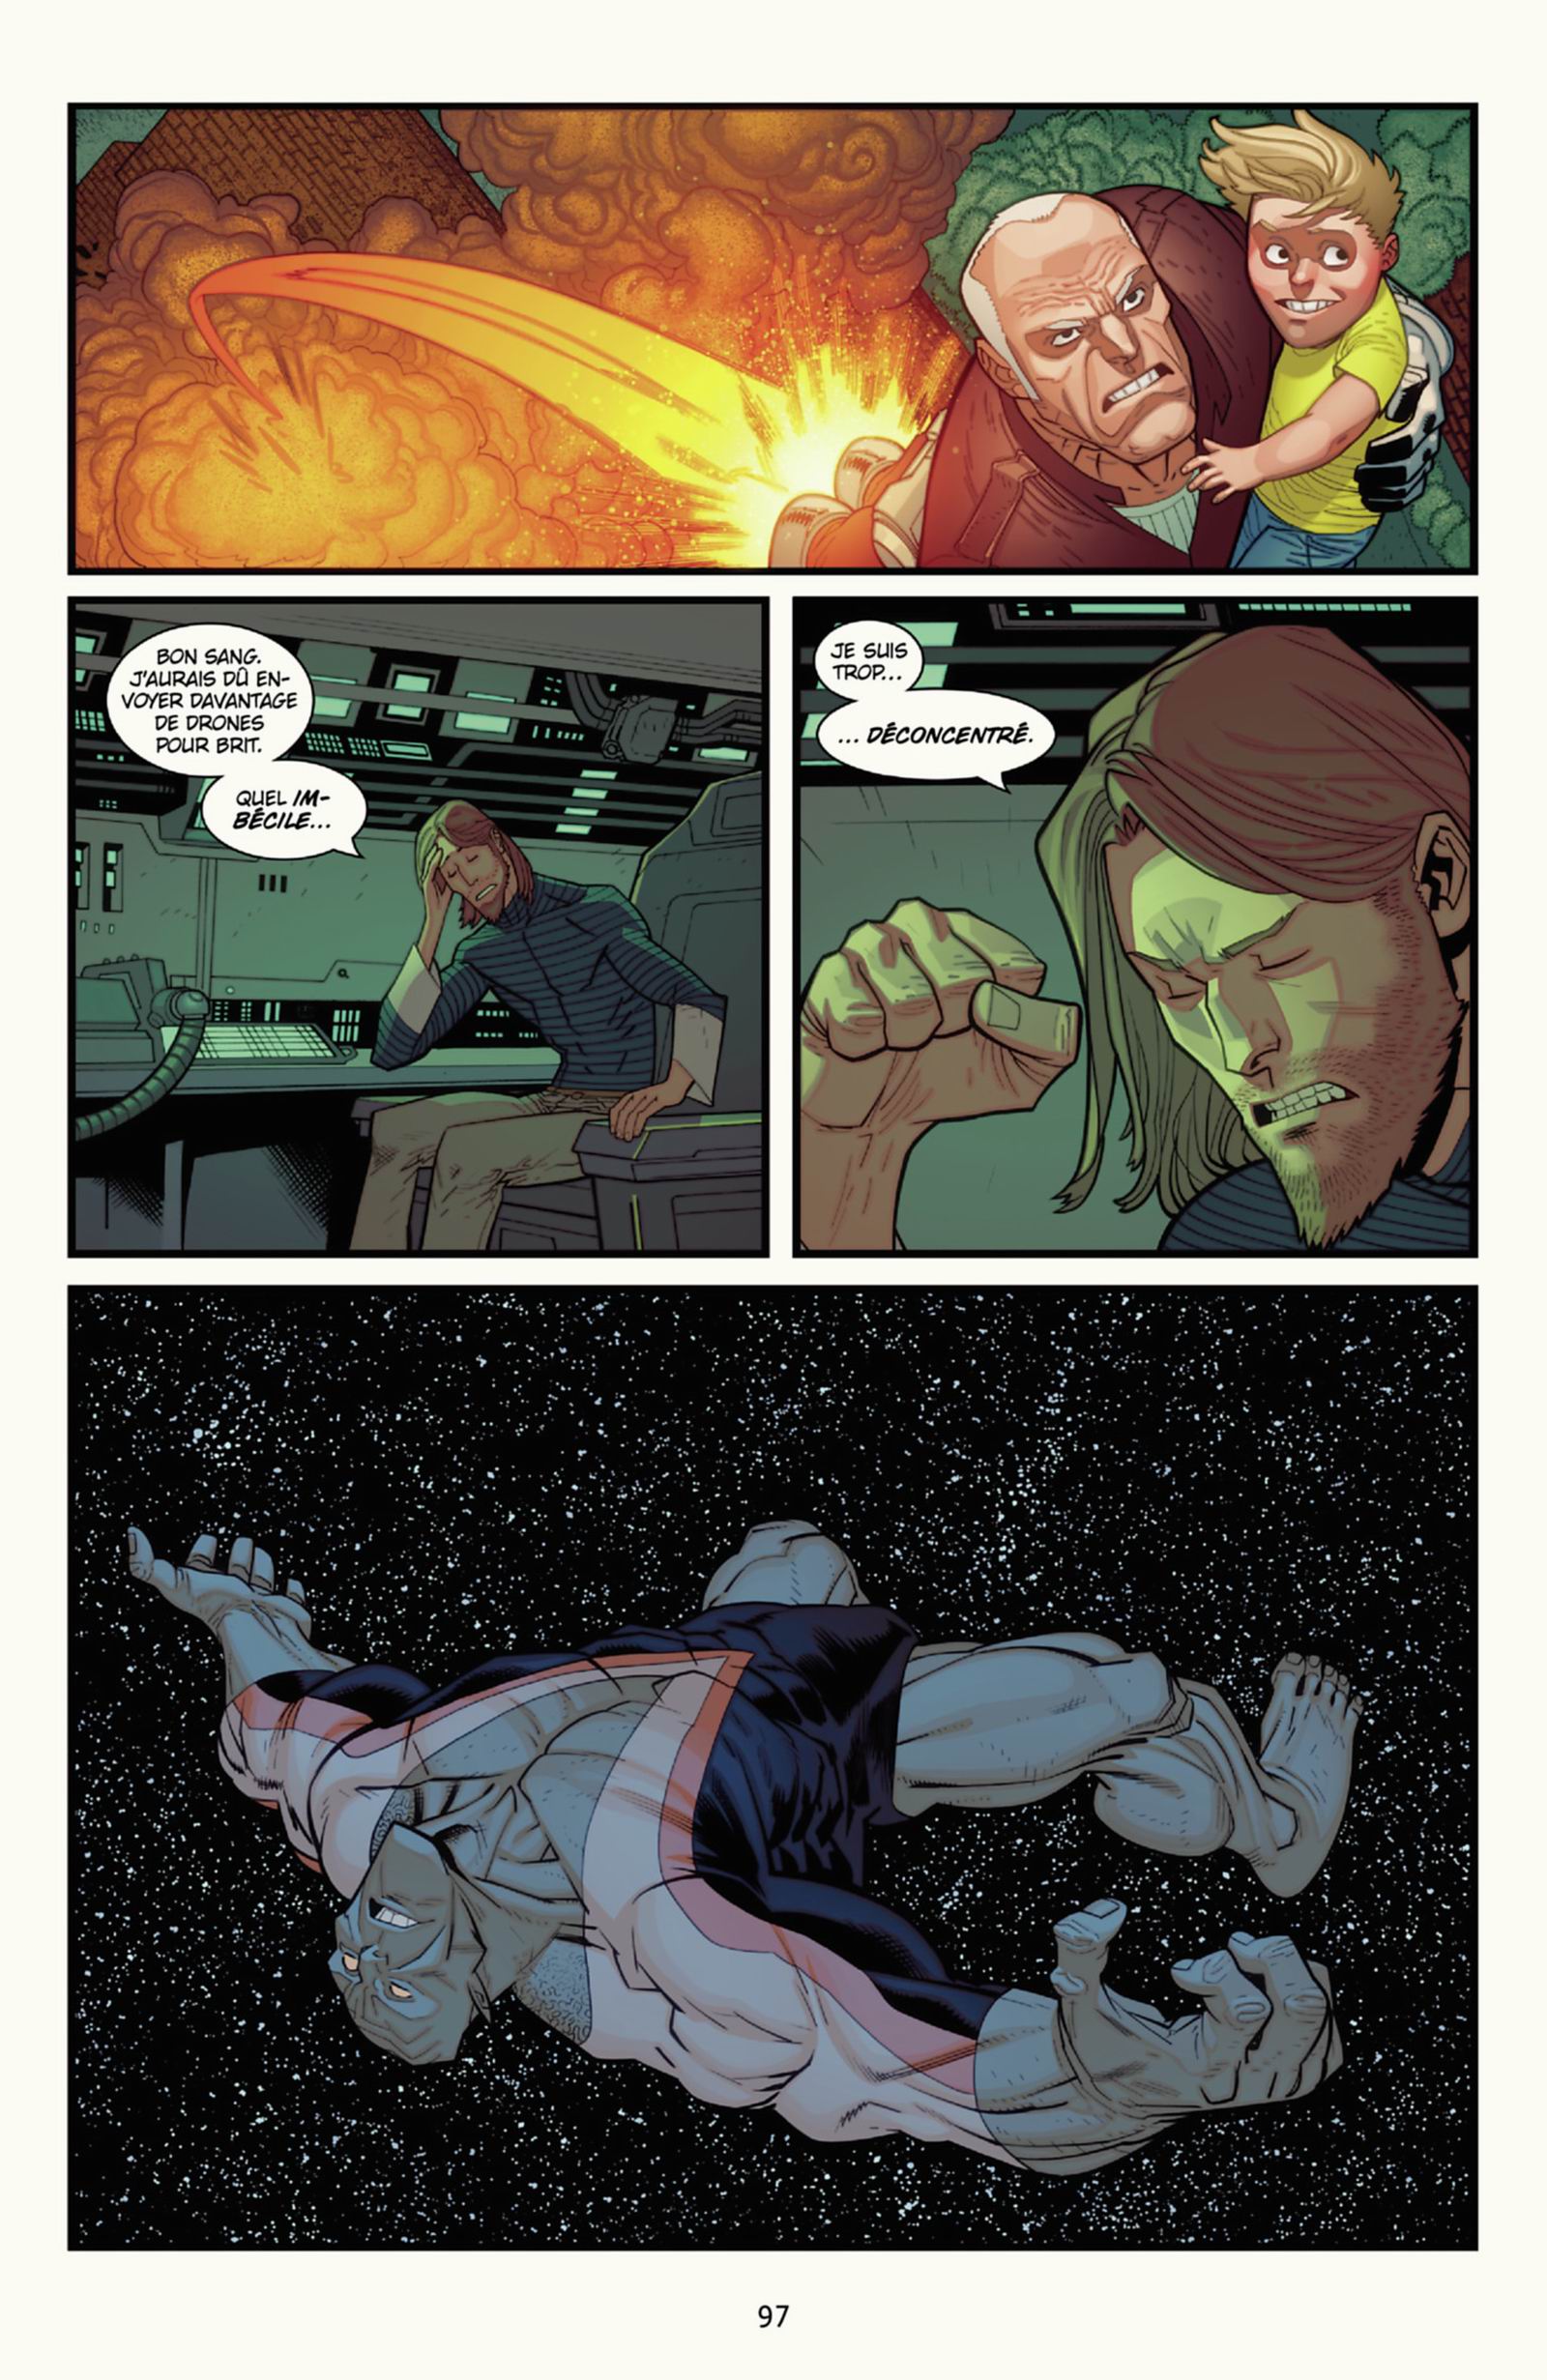 BON SANG.
J'AURAIS DÛ EN-
VOYER DAVANTAGE
DE DRONES
POUR BRIT.
QUEL IM-
BÉCILE...
JE SUIS
TROP...
... DÉCONCENTRÉ.
97